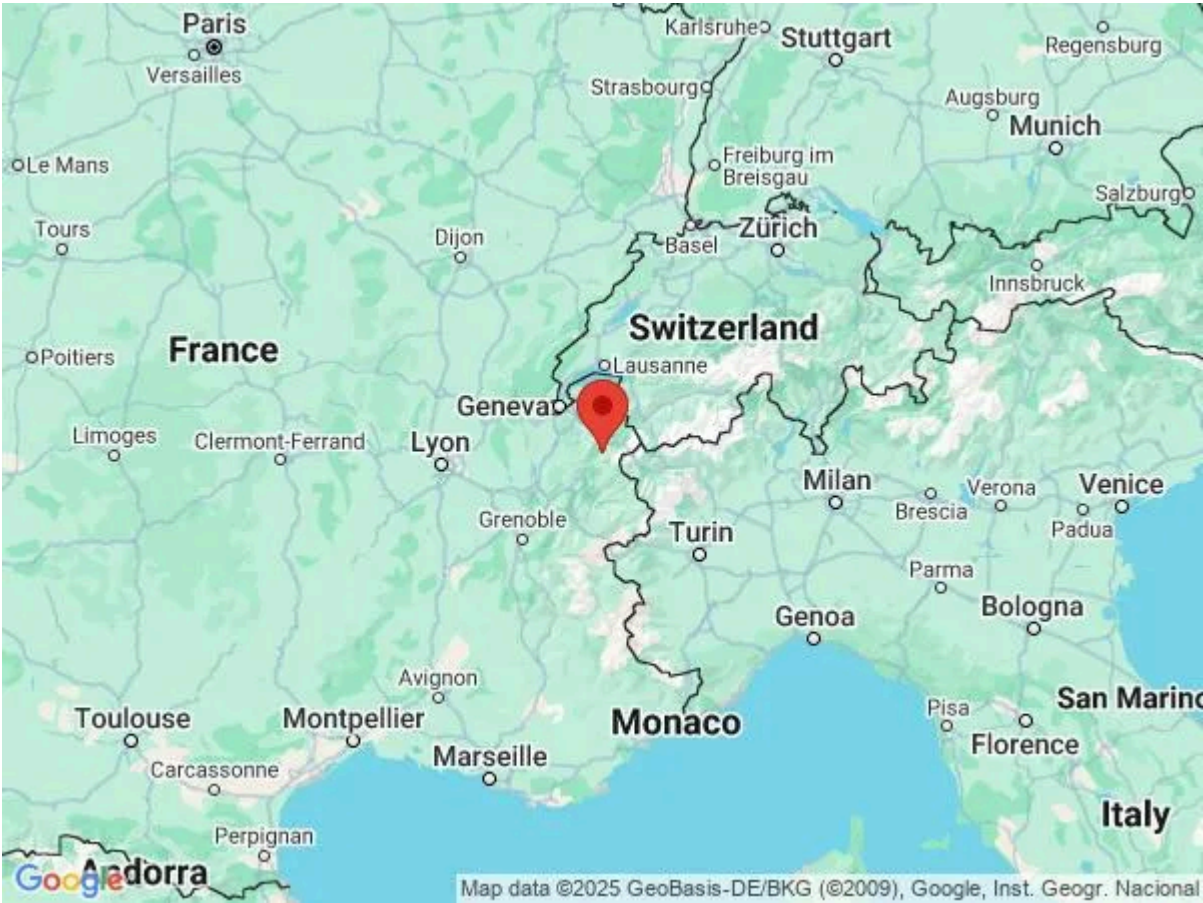 Paris
Versailles
Karlsruhe
Stuttgart
Regensburg
Strasbourg
Augsburg
Munich
Le Mans
Freiburg im
Breisgau
Salzburg
Tours
Dijon
Basel
Zürich
Innsbruck
Switzerland
France
Poitiers
Lausanne
Geneva
Limoges
Clermont-Ferrand
Lyon
Milan
Verona
Venice
Brescia
Padua
Grenoble
Turin
Parma
Genoa
Bologna
Avignon
Toulouse
Montpellier
Monaco
Pisa
San Marino
Florence
Marseille
Carcassonne
Italy
Perpignan
Andorra
Google
Map data ©2025 GeoBasis-DE/BKG (©2009), Google, Inst. Geogr. Nacional